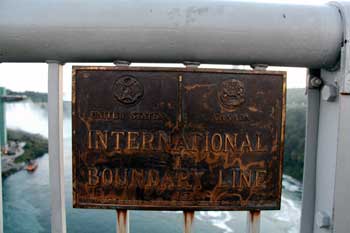 UNITED STATES CANADA
INTERNATIONAL
BOUNDARY LINE